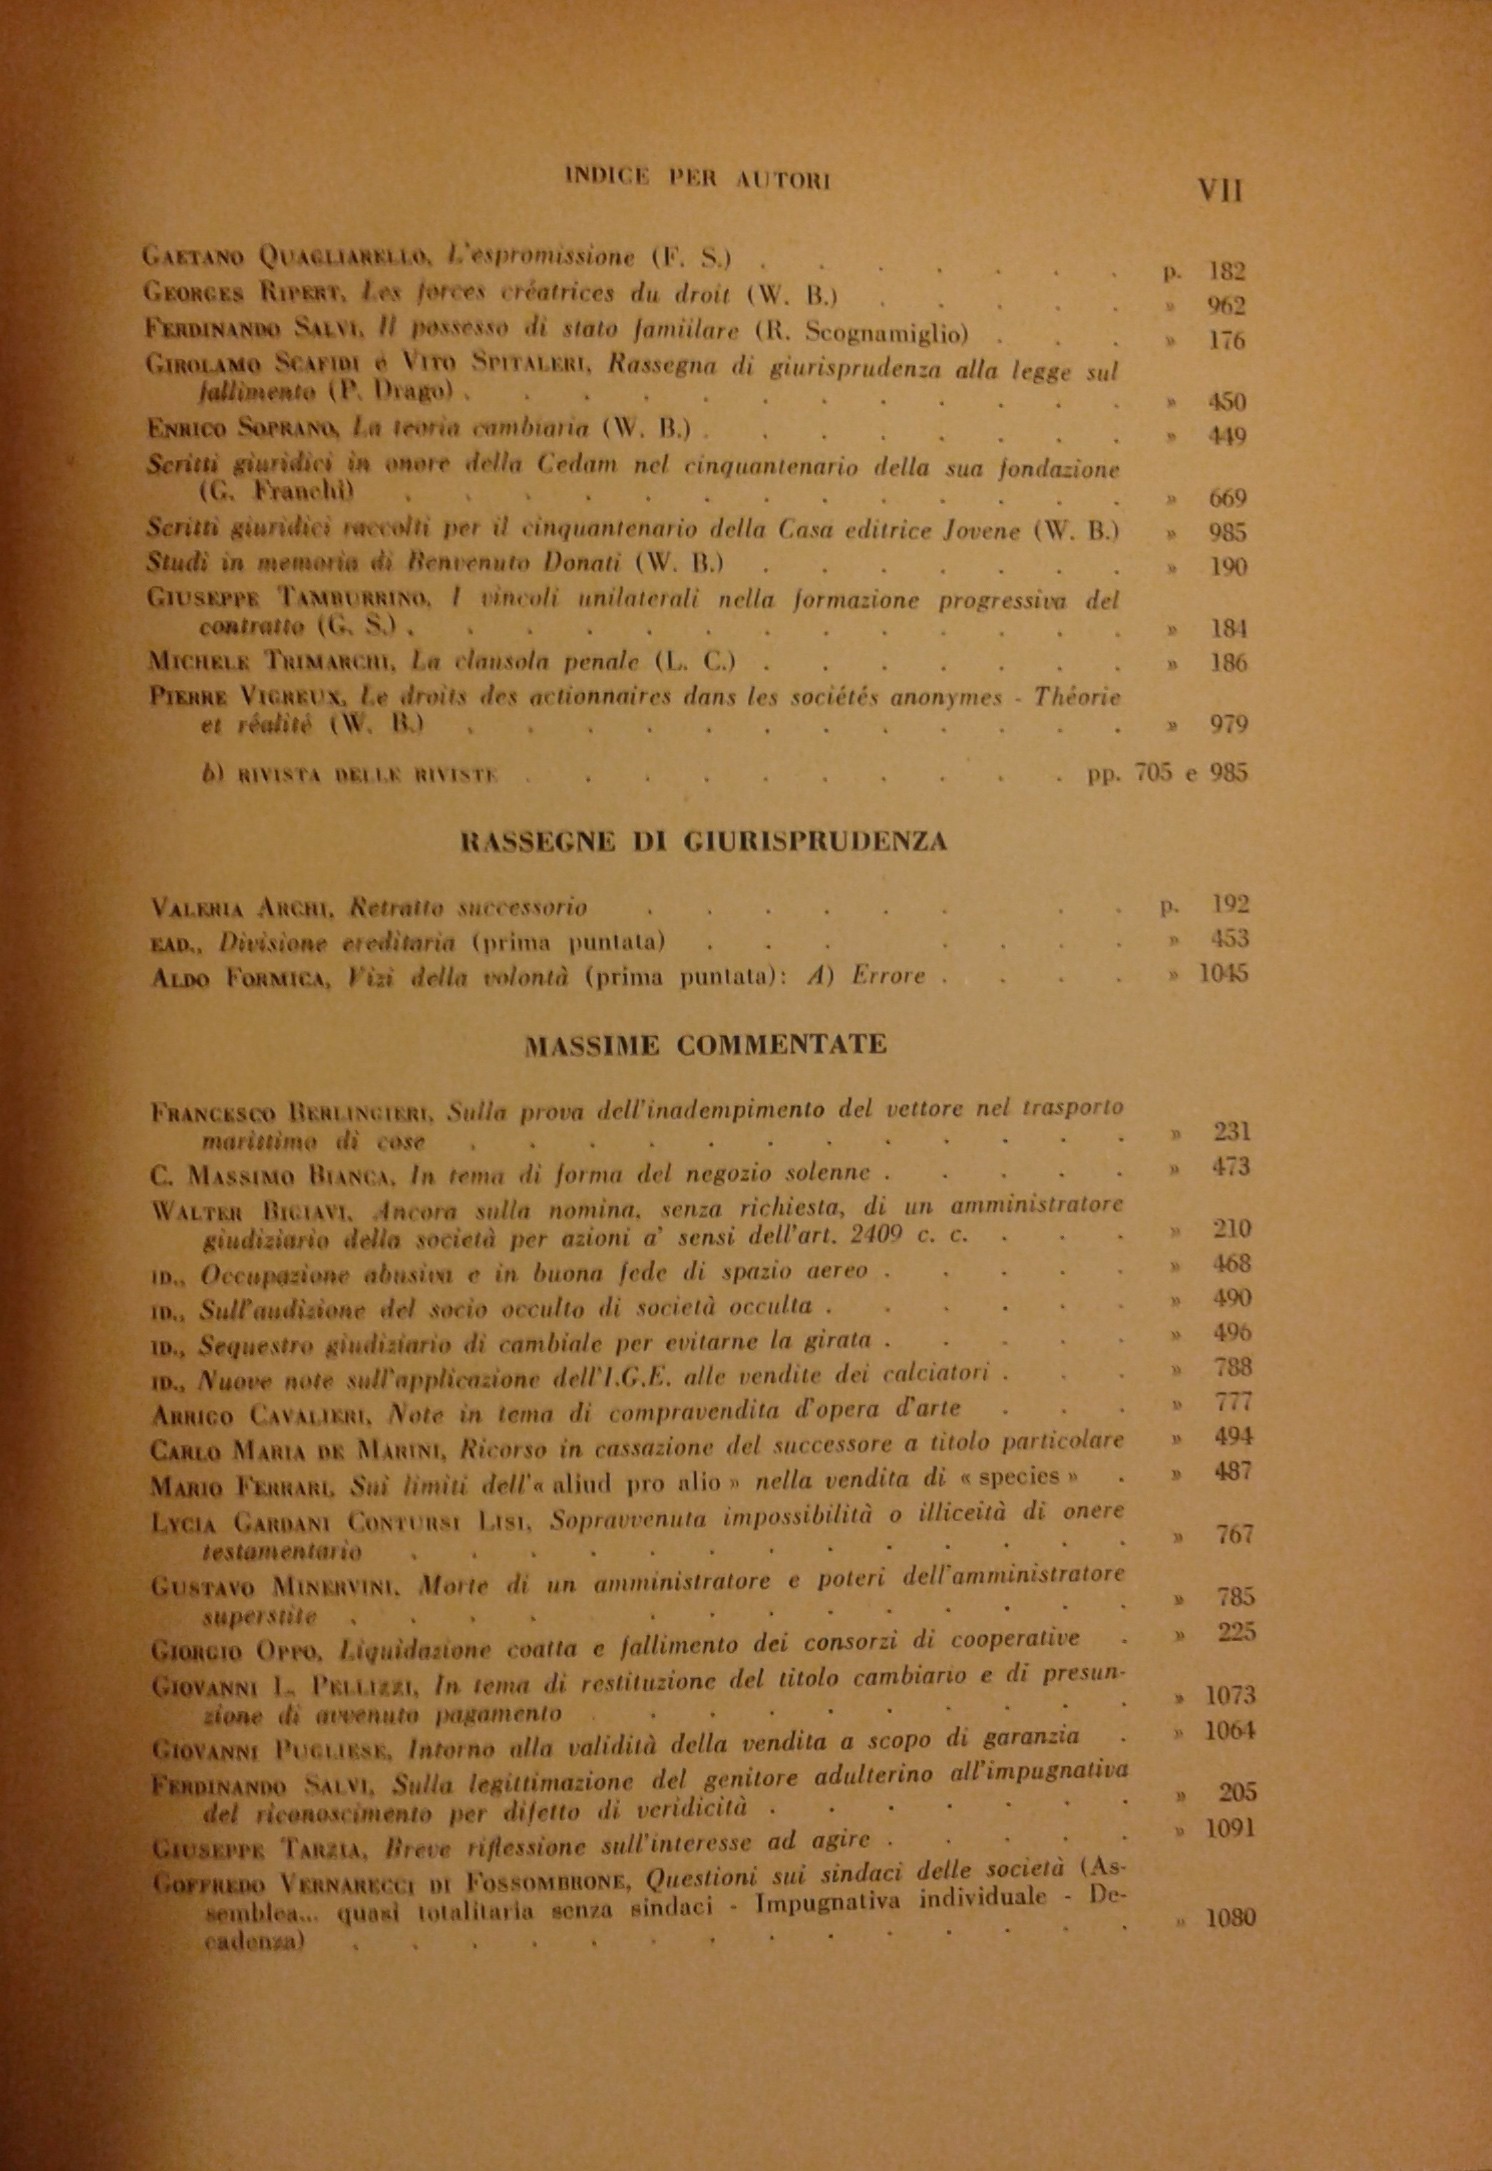 INDICE PER AUTORI VII
GAETANO QUAGLIARELLO, L'espromissione (F. S.) . . . . . . . p. 182
GEORGES RIPERT, Les forces créatrices du droit (W. B.) . . . . . » 962
FERDINANDO SALVI, Il possesso di stato famiilare (R. Scognamiglio) . . . » 176
GIROLAMO SCAFIDI e VITO SPITALERI, Rassegna di giurisprudenza alla legge sul
fallimento (P. Drago) . . . . . . . . . . . . » 450
ENRICO SOPRANO, La teoria cambiaria (W. B.) . . . . . . . . » 449
Scritti giuridici in onore della Cedam nel cinquantenario della sua fondazione
(G. Franchi) . . . . . . . . . . . . . » 669
Scritti giuridici raccolti per il cinquantenario della Casa editrice Jovene (W. B.) » 985
Studi in memoria di Benvenuto Donati (W. B.) . . . . . . . » 190
GIUSEPPE TAMBURRINO, I vincoli unilaterali nella formazione progressiva del
contratto (G. S.) . . . . . . . . . . . . . » 184
MICHELE TRIMARCHI, La clausola penale (L. C.) . . . . . . . » 186
PIERRE VIGREUX, Le droits des actionnaires dans les sociétés anonymes - Théorie
et réalité (W. B.) . . . . . . . . . . . . » 979
b) RIVISTA DELLE RIVISTE . . . . . . . . . . pp. 705 e 985
RASSEGNE DI GIURISPRUDENZA
VALERIA ARCHI, Retratto successorio . . . . . . . . p. 192
EAD., Divisione ereditaria (prima puntata) . . . . . . . » 453
ALDO FORMICA, Vizi della volontà (prima puntata): A) Errore . . . . » 1045
MASSIME COMMENTATE
FRANCESCO BERLINGIERI, Sulla prova dell'inadempimento del vettore nel trasporto
marittimo di cose . . . . . . . . . . . . » 231
C. MASSIMO BIANCA, In tema di forma del negozio solenne . . . . . » 473
WALTER BIGIAVI, Ancora sulla nomina, senza richiesta, di un amministratore
giudiziario della società per azioni a' sensi dell'art. 2409 c. c. . . . » 210
ID., Occupazione abusiva e in buona fede di spazio aereo . . . . . » 468
ID., Sull'audizione del socio occulto di società occulta . . . . . . » 490
ID., Sequestro giudiziario di cambiale per evitarne la girata . . . . . » 496
ID., Nuove note sull'applicazione dell'I.G.E. alle vendite dei calciatori . . . » 788
ARRIGO CAVALIERI, Note in tema di compravendita d'opera d'arte . . . » 777
CARLO MARIA DE MARINI, Ricorso in cassazione del successore a titolo particolare » 494
MARIO FERRARI, Sui limiti dell'« aliud pro alio » nella vendita di « species » . » 487
LYCIA GARDANI CONTURSI LISI, Sopravvenuta impossibilità o illiceità di onere
testamentario . . . . . . . . . . . . . » 767
GUSTAVO MINERVINI, Morte di un amministratore e poteri dell'amministratore
superstite . . . . . . . . . . . . . » 785
GIORGIO OPPO, Liquidazione coatta e fallimento dei consorzi di cooperative . » 225
GIOVANNI L. PELLIZZI, In tema di restituzione del titolo cambiario e di presun-
zione di avvenuto pagamento . . . . . . . . . . » 1073
GIOVANNI PUGLIESE, Intorno alla validità della vendita a scopo di garanzia . » 1064
FERDINANDO SALVI, Sulla legittimazione del genitore adulterino all'impugnativa
del riconoscimento per difetto di veridicità . . . . . . . » 205
GIUSEPPE TARZIA, Breve riflessione sull'interesse ad agire . . . . . » 1091
GOFFREDO VERNARECCI DI FOSSOMBRONE, Questioni sui sindaci delle società (As-
semblea... quasi totalitaria senza sindaci - Impugnativa individuale - De-
cadenza) . . . . . . . . . . . . . . » 1080